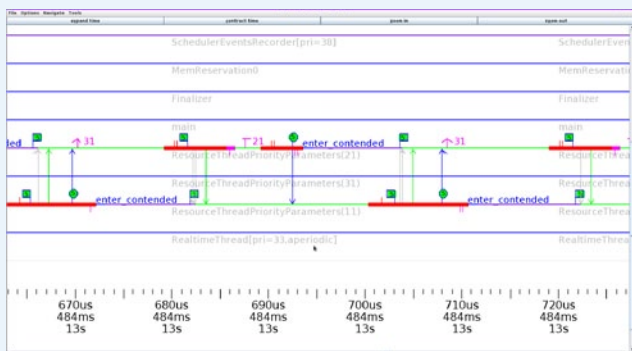 File Options Navigate Tools
expand time contract time zoom in zoom out
SchedulerEventsRecorder[pri=38] SchedulerEven
MemReservation0 MemReservati
Finalizer Finalizer
main main
ded 31 21 enter_contended 31
ResourceThreadPriorityParameters(21) ResourceThrea
ResourceThreadPriorityParameters(31) ResourceThrea
enter_contended enter_contended
ResourceThreadPriorityParameters(11) ResourceThrea
RealtimeThread[pri=33,aperiodic] RealtimeThrea
670us 680us 690us 700us 710us 720us
484ms 484ms 484ms 484ms 484ms 484ms
13s 13s 13s 13s 13s 13s